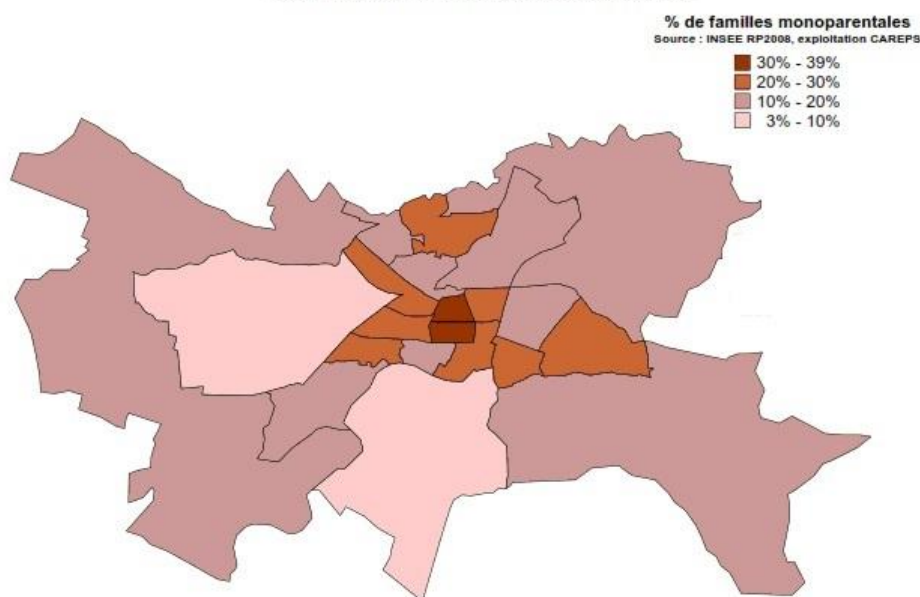 % de familles monoparentales
Source : INSEE RP2008, exploitation CAREPS
30% - 39%
20% - 30%
10% - 20%
3% - 10%